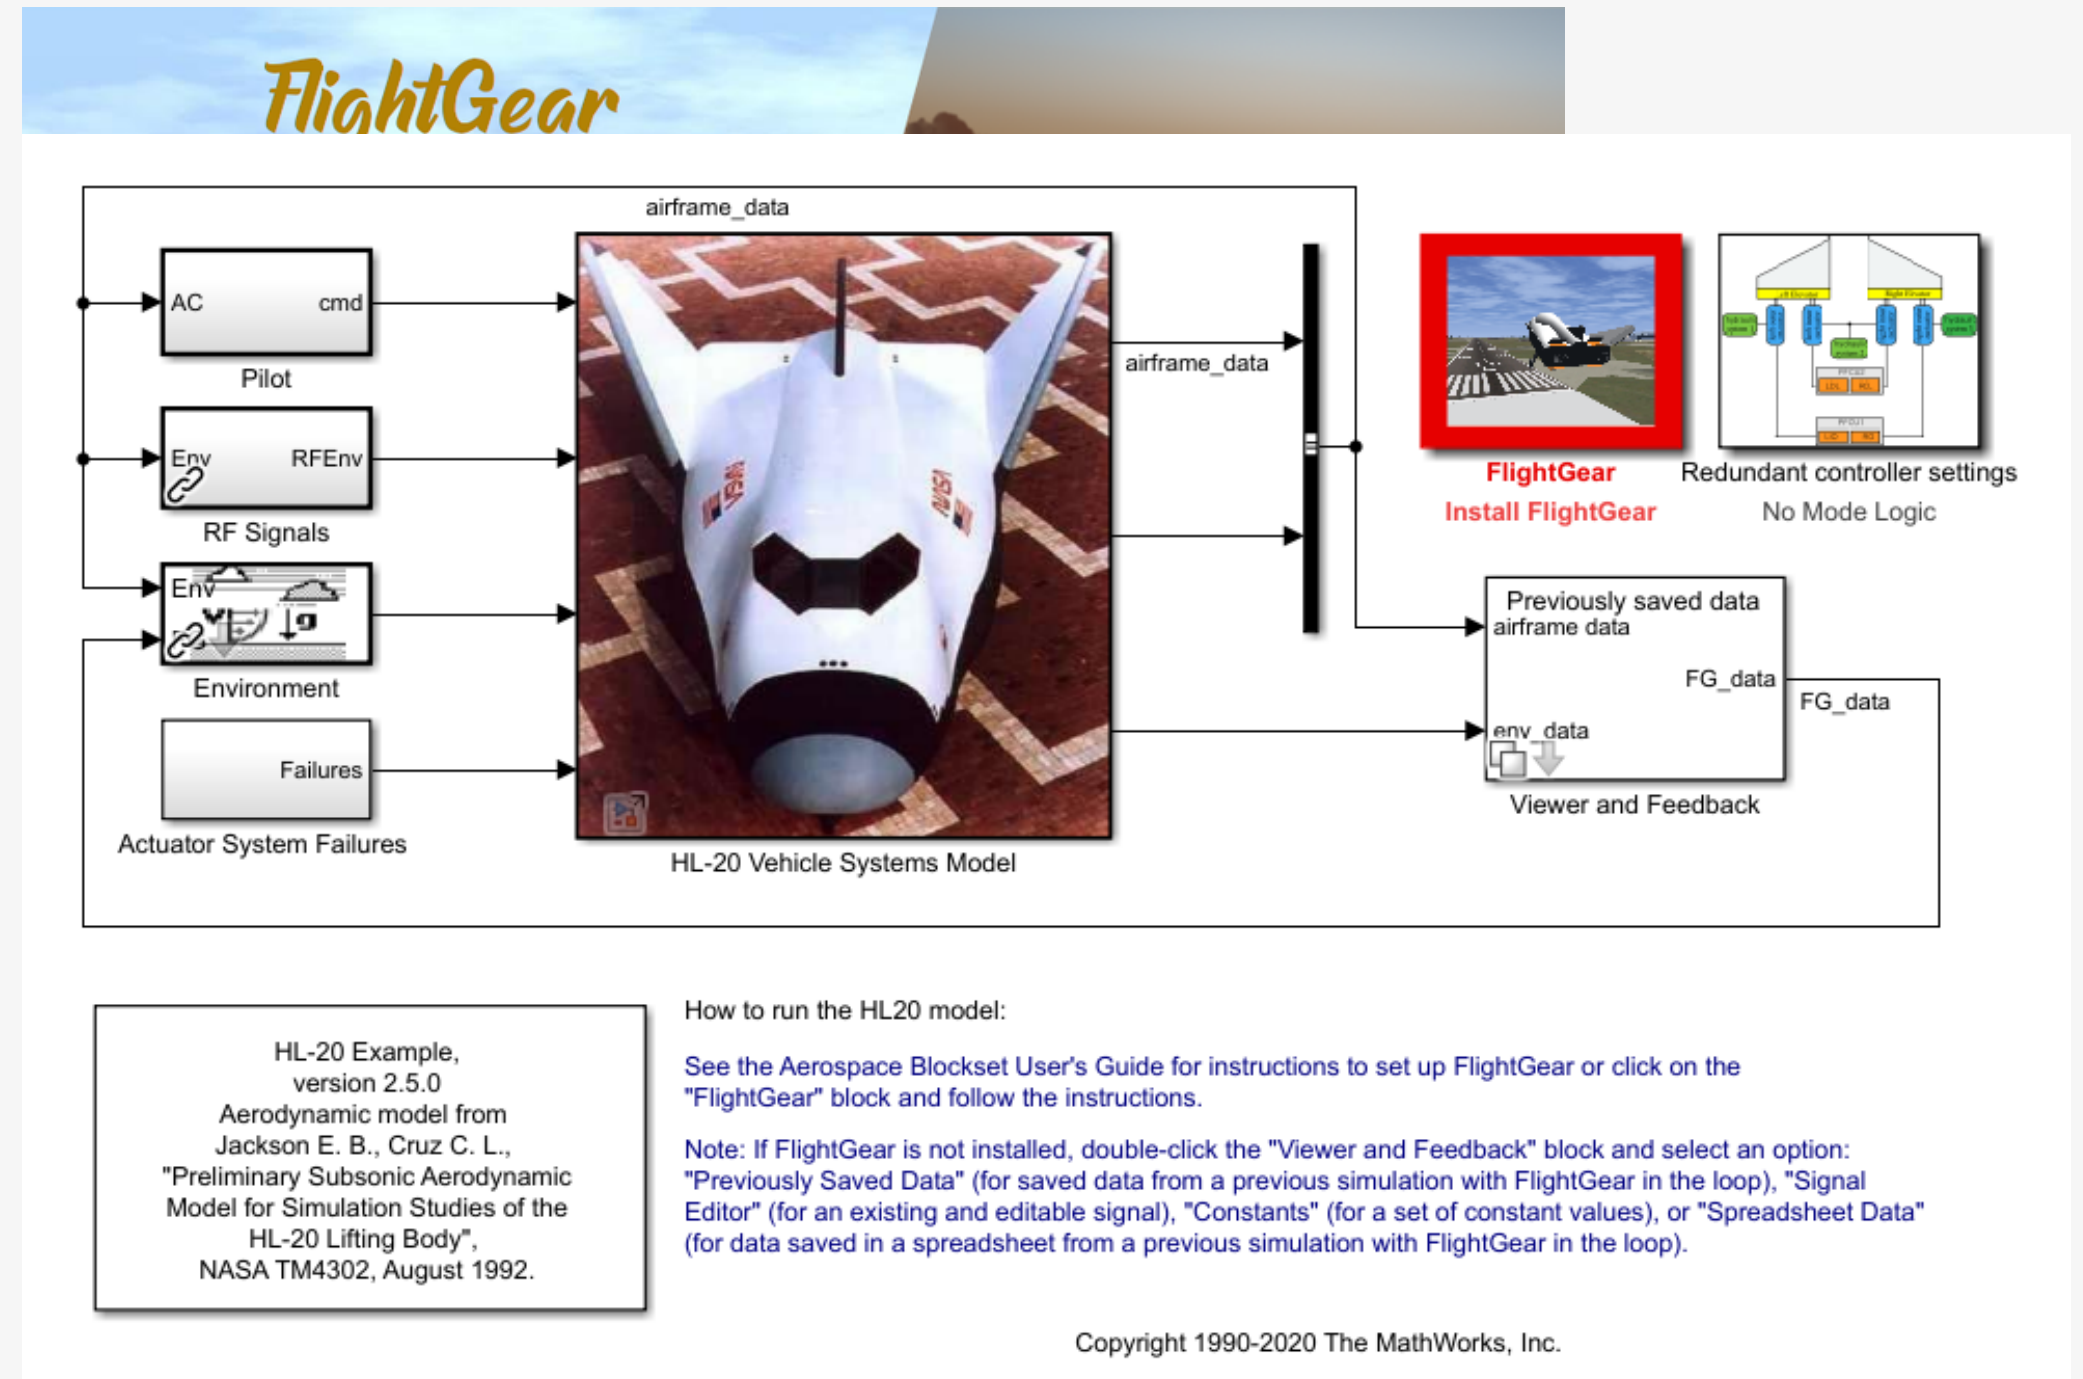 FlightGear
airframe_data
AC cmd
Pilot
Env RFEnv
RF Signals
Env
V g
Environment
Failures
Actuator System Failures
NASA
NASA
HL-20 Vehicle Systems Model
airframe_data
FlightGear
Install FlightGear
Left Elevator Right Elevator
LDL RDL
Redundant controller settings
No Mode Logic
Previously saved data
airframe data
FG_data
env_data
FG_data
Viewer and Feedback
HL-20 Example,
version 2.5.0
Aerodynamic model from
Jackson E. B., Cruz C. L.,
"Preliminary Subsonic Aerodynamic
Model for Simulation Studies of the
HL-20 Lifting Body",
NASA TM4302, August 1992.
How to run the HL20 model:
See the Aerospace Blockset User's Guide for instructions to set up FlightGear or click on the
"FlightGear" block and follow the instructions.
Note: If FlightGear is not installed, double-click the "Viewer and Feedback" block and select an option:
"Previously Saved Data" (for saved data from a previous simulation with FlightGear in the loop), "Signal
Editor" (for an existing and editable signal), "Constants" (for a set of constant values), or "Spreadsheet Data"
(for data saved in a spreadsheet from a previous simulation with FlightGear in the loop).
Copyright 1990-2020 The MathWorks, Inc.